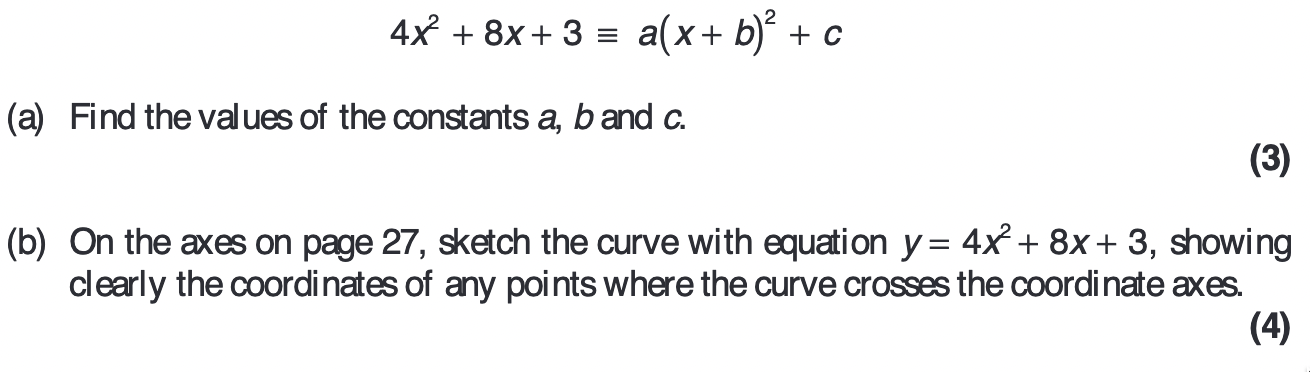 4x² + 8x + 3 ≡ a(x + b)² + c
(a) Find the values of the constants a, b and c.
(3)
(b) On the axes on page 27, sketch the curve with equation y = 4x² + 8x + 3, showing
clearly the coordinates of any points where the curve crosses the coordinate axes.
(4)